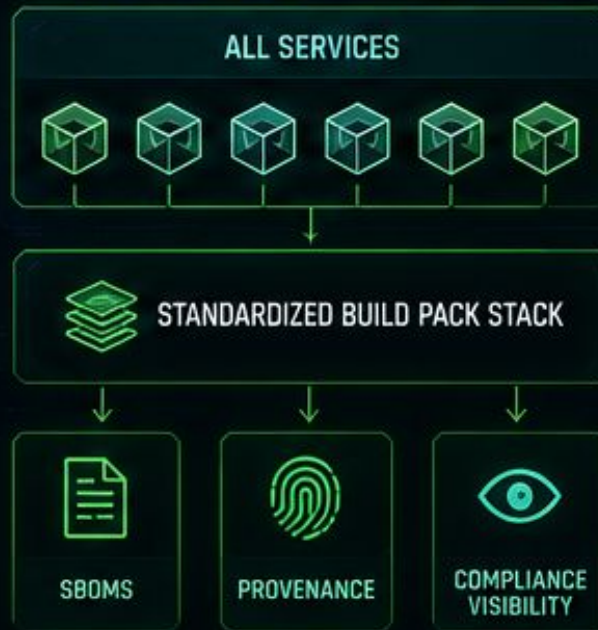 ALL SERVICES
STANDARDIZED BUILD PACK STACK
SBOMS
PROVENANCE
COMPLIANCE
VISIBILITY